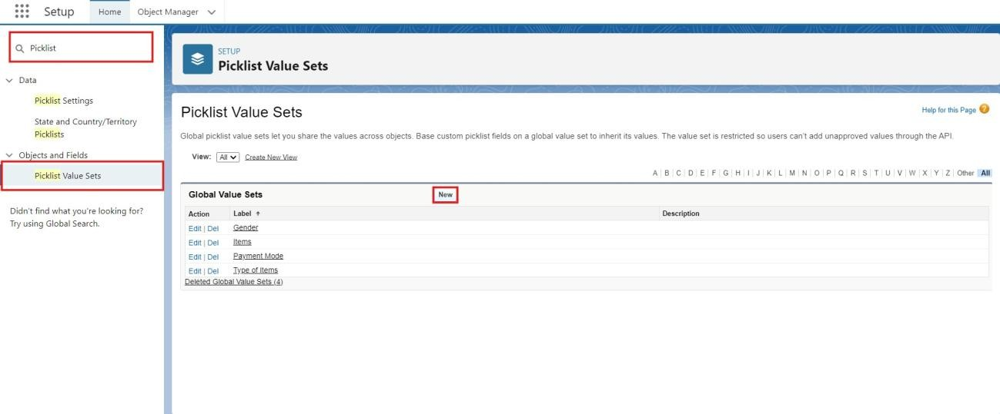 Setup Home Object Manager
Picklist
Data
Picklist Settings
State and Country/Territory
Picklists
Objects and Fields
Picklist Value Sets
Didn't find what you're looking for?
Try using Global Search.
SETUP
Picklist Value Sets
Picklist Value Sets
Help for this Page ?
Global picklist value sets let you share the values across objects. Base custom picklist fields on a global value set to inherit its values. The value set is restricted so users can't add unapproved values through the API.
View: All Create New View
A | B | C | D | E | F | G | H | I | J | K | L | M | N | O | P | Q | R | S | T | U | V | W | X | Y | Z | Other | All
Global Value Sets New
Action Label ↑ Description
Edit | Del Gender
Edit | Del Items
Edit | Del Payment Mode
Edit | Del Type of Items
Deleted Global Value Sets (4)